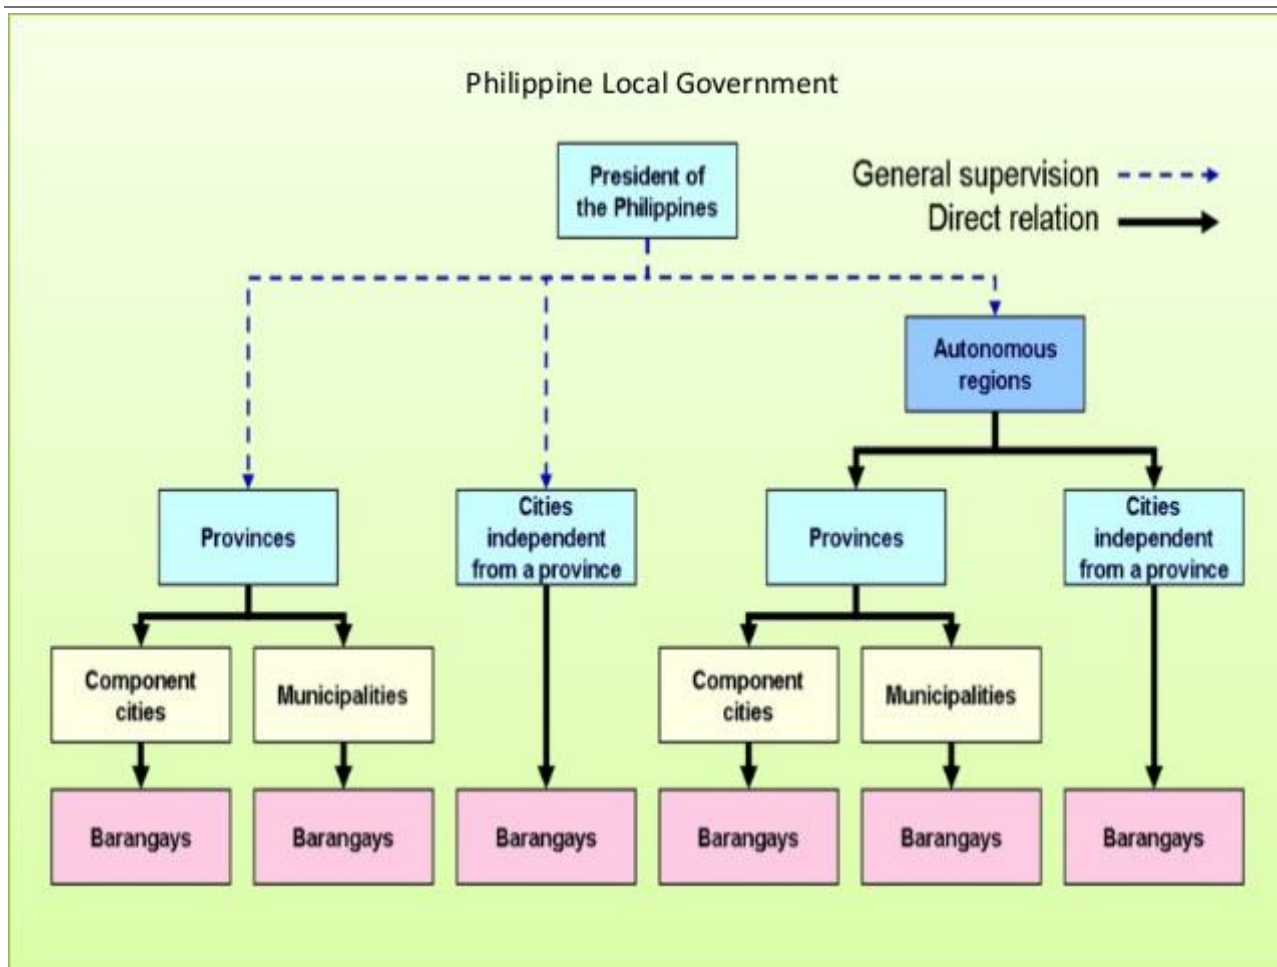 Philippine Local Government
President of
the Philippines
General supervision
Direct relation
Autonomous
regions
Provinces
Cities
independent
from a province
Provinces
Cities
independent
from a province
Component
cities
Municipalities
Component
cities
Municipalities
Barangays
Barangays
Barangays
Barangays
Barangays
Barangays